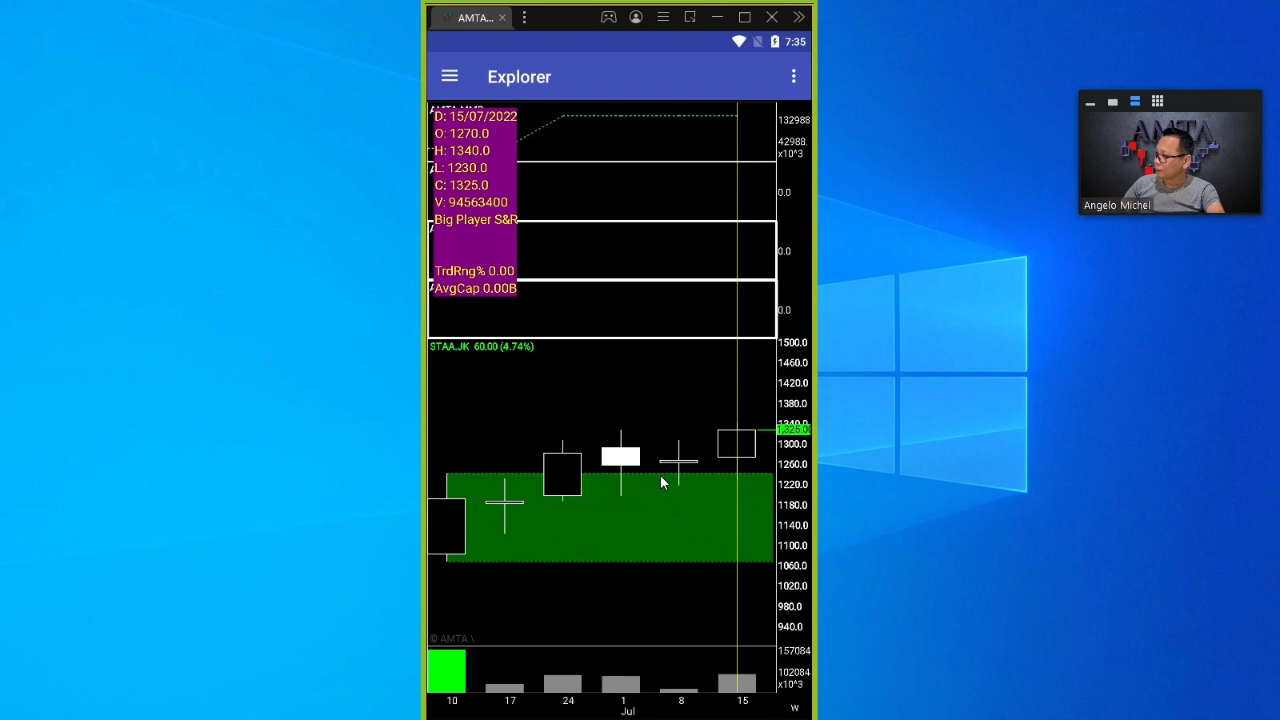 AMTA...
7:35
Explorer
D: 15/07/2022
O: 1270.0
H: 1340.0
L: 1230.0
C: 1325.0
V: 94563400
Big Player S&R
TrdRng% 0.00
AvgCap 0.00B
132988
42988.
x10^3
0.0
0.0
0.0
STAA.JK 60.00 (4.74%)
1500.0
1460.0
1420.0
1380.0
1340.0
1300.0
1260.0
1220.0
1180.0
1140.0
1100.0
1060.0
1020.0
980.0
940.0
© AMTA \
157084
102084
x10^3
10 17 24 1 8 15
Jul
W
AMTA
Angelo Michel